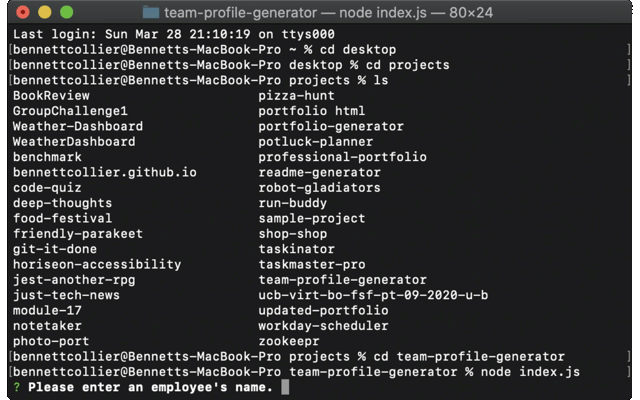 team-profile-generator — node index.js — 80×24
Last login: Sun Mar 28 21:10:19 on ttys000
[bennettcollier@Bennetts-MacBook-Pro ~ % cd desktop ]
[bennettcollier@Bennetts-MacBook-Pro desktop % cd projects ]
[bennettcollier@Bennetts-MacBook-Pro projects % ls ]
BookReview pizza-hunt
GroupChallenge1 portfolio html
Weather-Dashboard portfolio-generator
WeatherDashboard potluck-planner
benchmark professional-portfolio
bennettcollier.github.io readme-generator
code-quiz robot-gladiators
deep-thoughts run-buddy
food-festival sample-project
friendly-parakeet shop-shop
git-it-done taskinator
horiseon-accessibility taskmaster-pro
jest-another-rpg team-profile-generator
just-tech-news ucb-virt-bo-fsf-pt-09-2020-u-b
module-17 updated-portfolio
notetaker workday-scheduler
photo-port zookeepr
[bennettcollier@Bennetts-MacBook-Pro projects % cd team-profile-generator ]
[bennettcollier@Bennetts-MacBook-Pro team-profile-generator % node index.js ]
? Please enter an employee's name.